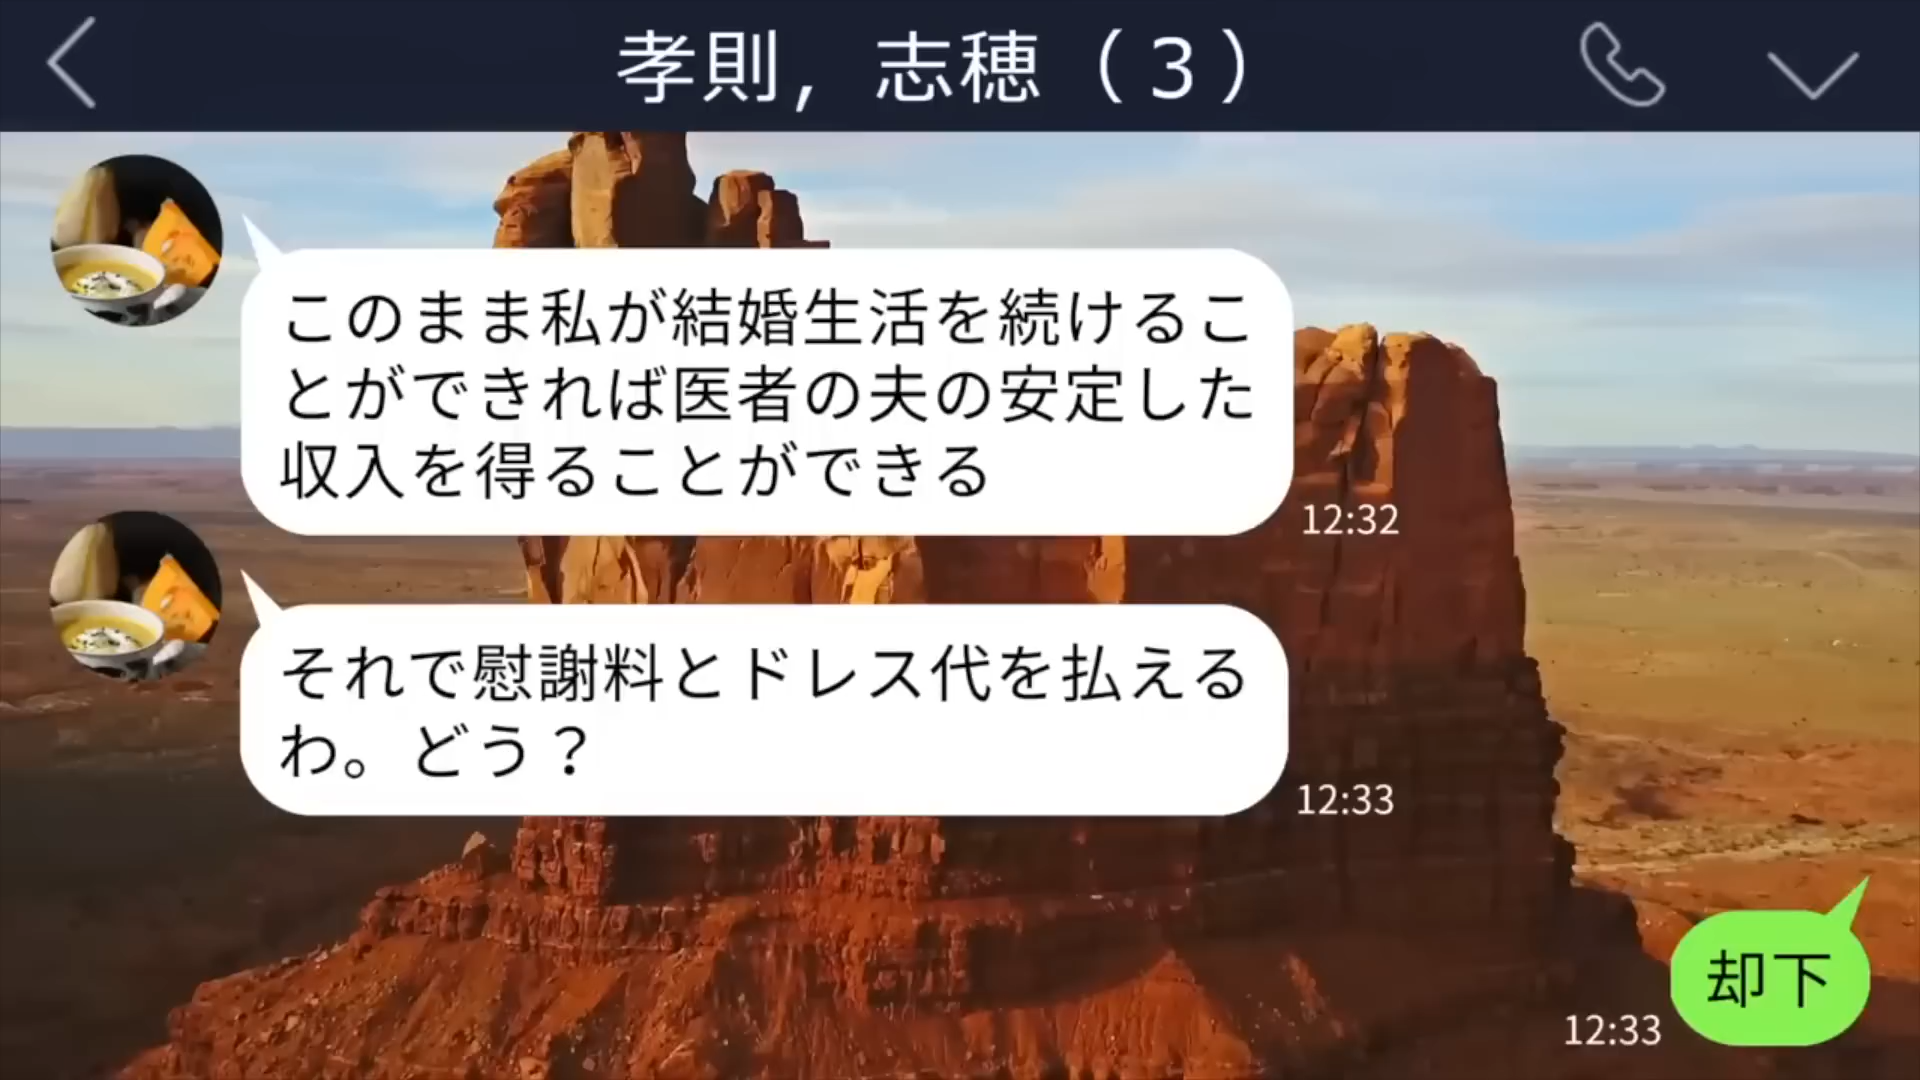 孝則，志穂（3）
このまま私が結婚生活を続けるこ
とができれば医者の夫の安定した
収入を得ることができる
12:32
それで慰謝料とドレス代を払える
わ。どう？
12:33
却下
12:33